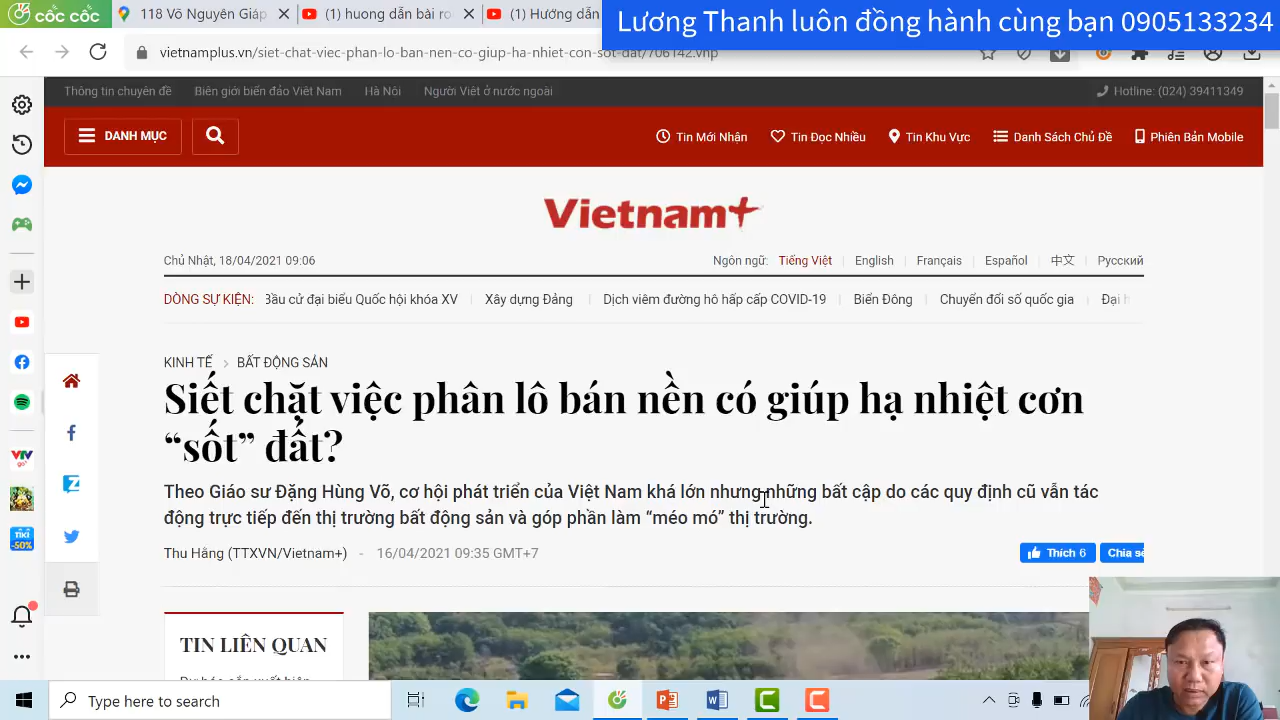 cốc cốc
118 Võ Nguyên Giáp
(1) huong dẫn bài ro
(1) Hướng dẫn
Lương Thanh luôn đồng hành cùng bạn 0905133234
vietnamplus.vn/siet-chat-viec-phan-lo-ban-nen-co-giup-ha-nhiet-con-sot-dat/706142.vnp
Thông tin chuyên đề
Biên giới biển đảo Việt Nam
Hà Nội
Người Việt ở nước ngoài
Hotline: (024) 39411349
DANH MỤC
Tin Mới Nhận
Tin Đọc Nhiều
Tin Khu Vực
Danh Sách Chủ Đề
Phiên Bản Mobile
Vietnam+
Chủ Nhật, 18/04/2021 09:06
Ngôn ngữ: Tiếng Việt English Français Español 中文 Русский
DÒNG SỰ KIỆN: Bầu cử đại biểu Quốc hội khóa XV Xây dựng Đảng Dịch viêm đường hô hấp cấp COVID-19 Biển Đông Chuyển đổi số quốc gia Đại
KINH TẾ > BẤT ĐỘNG SẢN
Siết chặt việc phân lô bán nền có giúp hạ nhiệt cơn
“sốt” đất?
Theo Giáo sư Đặng Hùng Võ, cơ hội phát triển của Việt Nam khá lớn nhưng những bất cập do các quy định cũ vẫn tác
động trực tiếp đến thị trường bất động sản và góp phần làm “méo mó” thị trường.
Thu Hằng (TTXVN/Vietnam+) - 16/04/2021 09:35 GMT+7
Thích 6
Chia sẻ
VTV
go
TIKI
-50%
TIN LIÊN QUAN
Type here to search